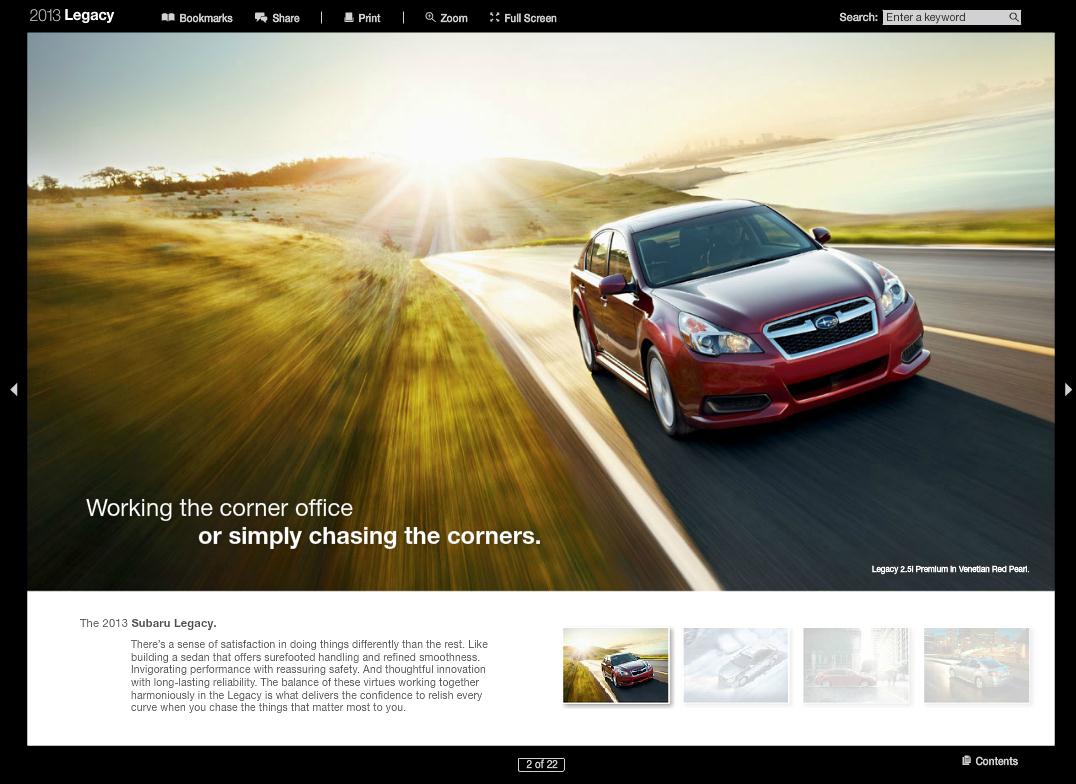 2013 Legacy
Bookmarks
Share
Print
Zoom
Full Screen
Search:
Enter a keyword
Working the corner office
or simply chasing the corners.
Legacy 2.5i Premium in Venetian Red Pearl.
The 2013 Subaru Legacy.
There's a sense of satisfaction in doing things differently than the rest. Like
building a sedan that offers surefooted handling and refined smoothness.
Invigorating performance with reassuring safety. And thoughtful innovation
with long-lasting reliability. The balance of these virtues working together
harmoniously in the Legacy is what delivers the confidence to relish every
curve when you chase the things that matter most to you.
2 of 22
Contents